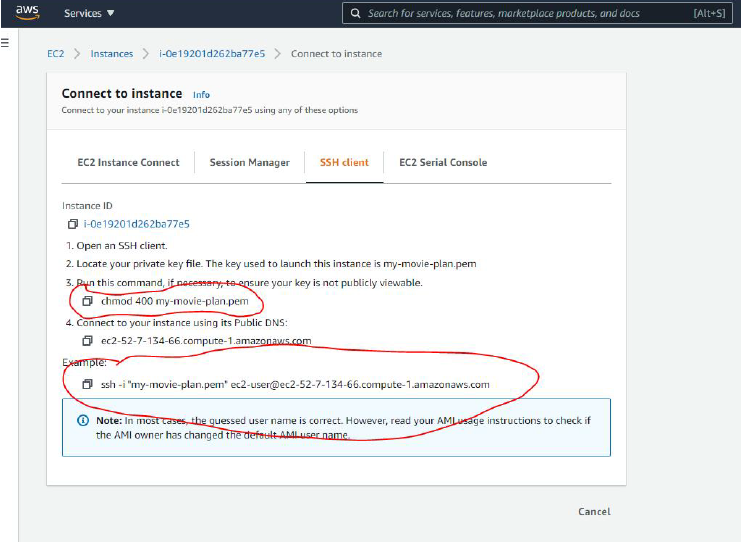 aws Services ▼ Search for services, features, marketplace products, and docs [Alt+S]
EC2 > Instances > i-0e19201d262ba77e5 > Connect to instance
Connect to instance Info
Connect to your instance i-0e19201d262ba77e5 using any of these options
EC2 Instance Connect Session Manager SSH client EC2 Serial Console
Instance ID
i-0e19201d262ba77e5
1. Open an SSH client.
2. Locate your private key file. The key used to launch this instance is my-movie-plan.pem
3. Run this command, if necessary, to ensure your key is not publicly viewable.
chmod 400 my-movie-plan.pem
4. Connect to your instance using its Public DNS:
ec2-52-7-134-66.compute-1.amazonaws.com
Example:
ssh -i "my-movie-plan.pem" ec2-user@ec2-52-7-134-66.compute-1.amazonaws.com
Note: In most cases, the guessed user name is correct. However, read your AMI usage instructions to check if
the AMI owner has changed the default AMI user name.
Cancel